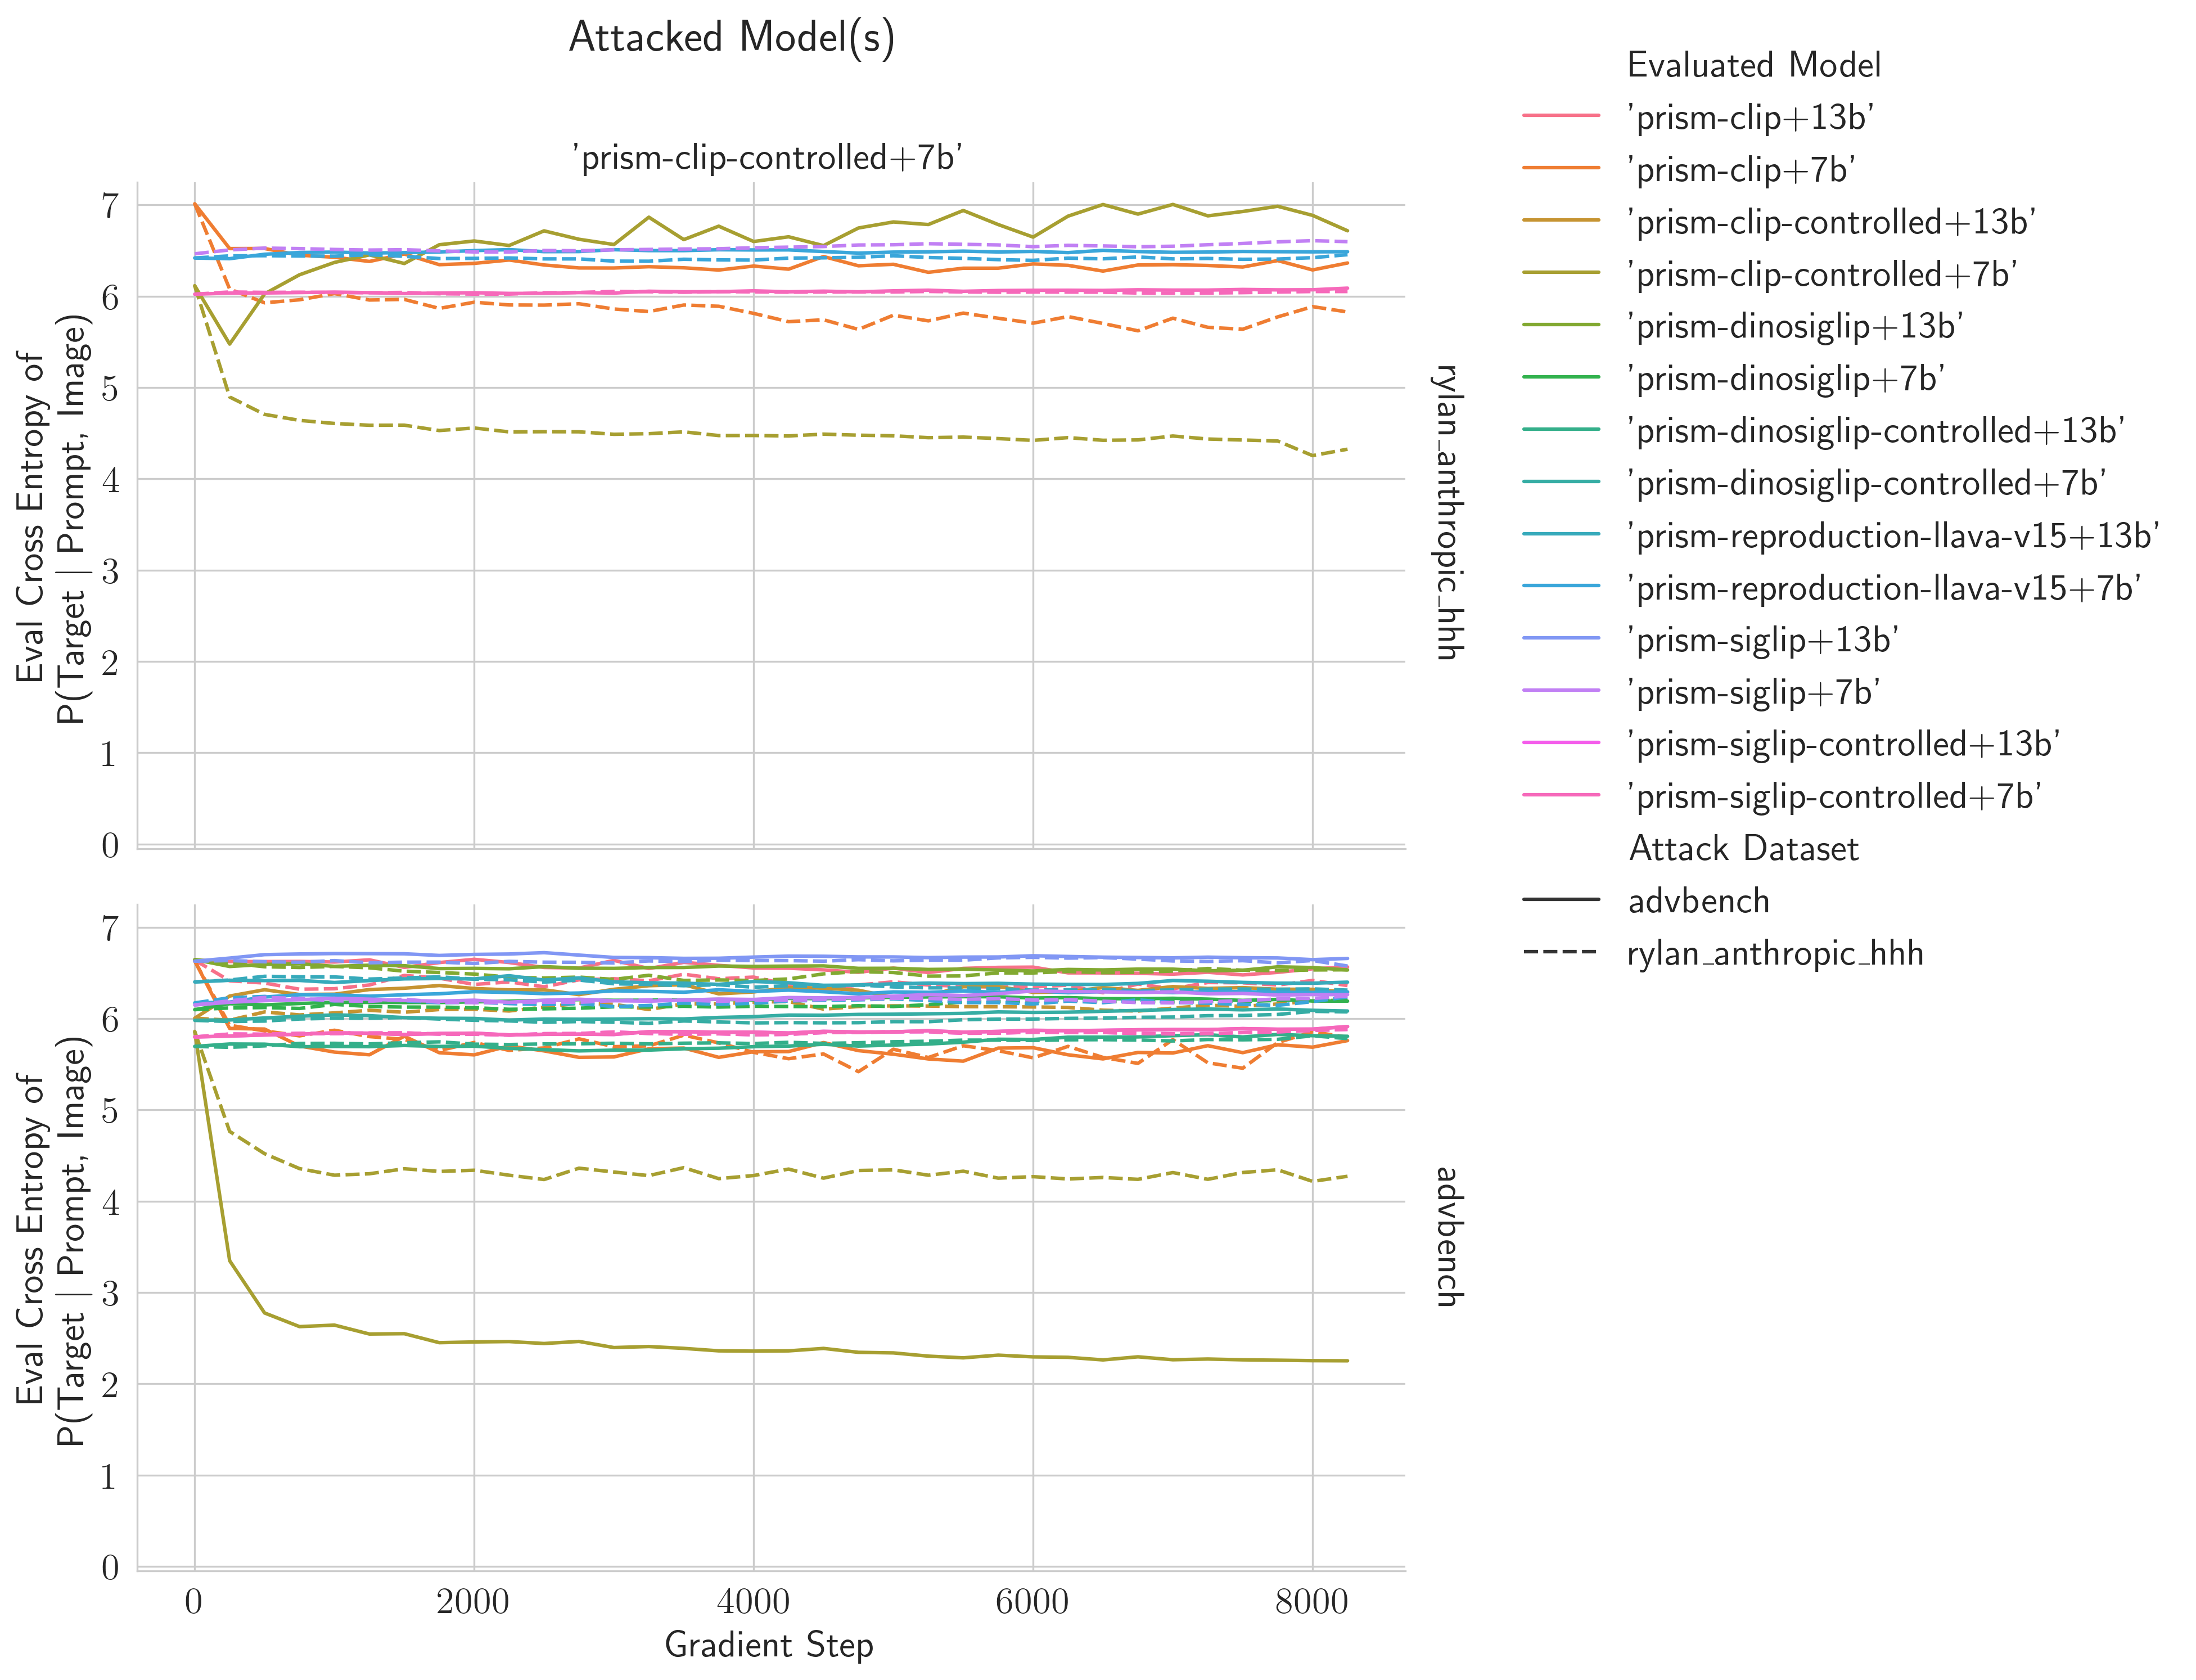 Attacked Model(s)
'prism-clip-controlled+7b'
7
6
5
4
3
2
1
0
Eval Cross Entropy of
P(Target | Prompt, Image)
rylan_anthropic_hhh
7
6
5
4
3
2
1
0
Eval Cross Entropy of
P(Target | Prompt, Image)
advbench
0
2000
4000
6000
8000
Gradient Step
Evaluated Model
'prism-clip+13b'
'prism-clip+7b'
'prism-clip-controlled+13b'
'prism-clip-controlled+7b'
'prism-dinosiglip+13b'
'prism-dinosiglip+7b'
'prism-dinosiglip-controlled+13b'
'prism-dinosiglip-controlled+7b'
'prism-reproduction-llava-v15+13b'
'prism-reproduction-llava-v15+7b'
'prism-siglip+13b'
'prism-siglip+7b'
'prism-siglip-controlled+13b'
'prism-siglip-controlled+7b'
Attack Dataset
advbench
rylan_anthropic_hhh